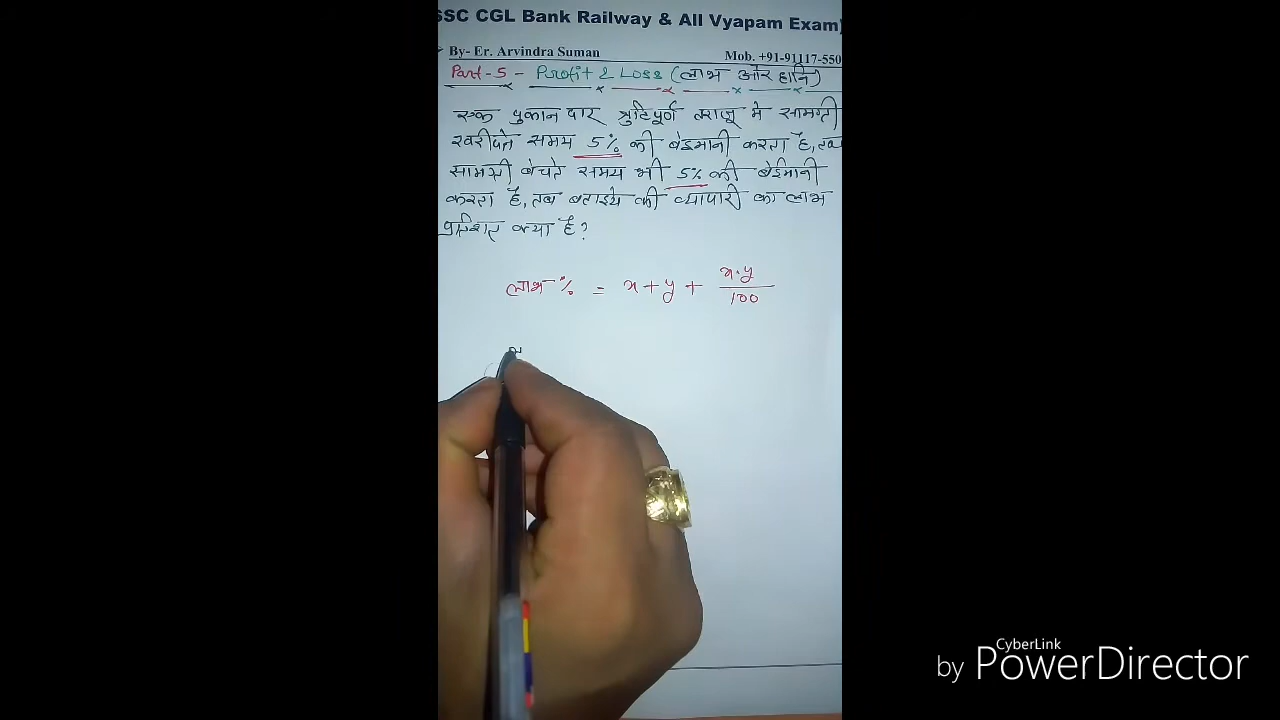 SSC CGL Bank Railway & All Vyapam Exam)
By- Er. Arvindra Suman Mob. +91-91117-550
Part-5 - Profit & Loss (लाभ और हानि)
एक दुकानदार त्रुटिपूर्ण तराजू मे सामग्री
खरीदते समय 5% की बेईमानी करता है, तथा
सामग्री बेचते समय भी 5% की बेईमानी
करता है, तब बताइये की व्यापारी का लाभ
प्रतिशत क्या है?
लाभ % = x + y + x.y / 100
CyberLink
by PowerDirector